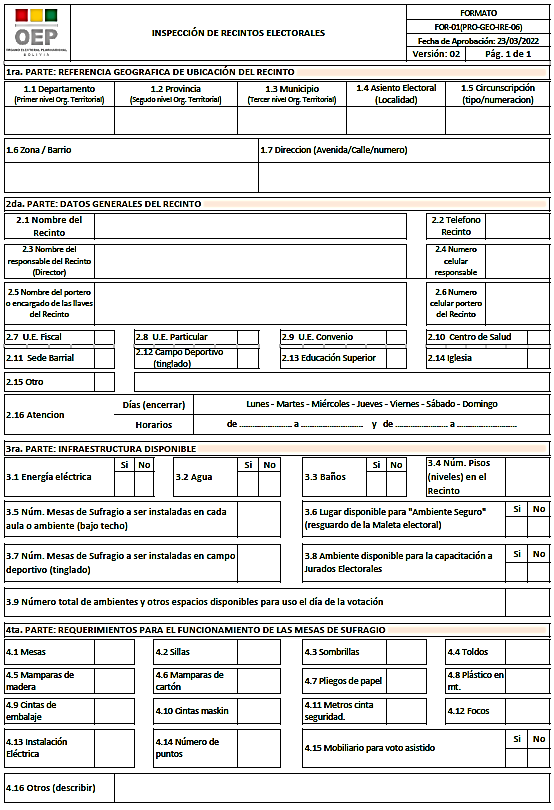 OEP
ÓRGANO ELECTORAL PLURINACIONAL
BOLIVIA
INSPECCIÓN DE RECINTOS ELECTORALES
FORMATO
FOR-01(PRO-GEO-IRE-06)
Fecha de Aprobación: 23/03/2022
Versión: 02 Pág. 1 de 1
1ra. PARTE: REFERENCIA GEOGRAFICA DE UBICACIÓN DEL RECINTO
1.1 Departamento
(Primer nivel Org. Territorial)
1.2 Provincia
(Segudo nivel Org. Territorial)
1.3 Municipio
(Tercer nivel Org. Territorial)
1.4 Asiento Electoral
(Localidad)
1.5 Circunscripción
(tipo/numeracion)
1.6 Zona / Barrio
1.7 Direccion (Avenida/Calle/numero)
2da. PARTE: DATOS GENERALES DEL RECINTO
2.1 Nombre del
Recinto
2.2 Telefono
Recinto
2.3 Nombre del
responsable del Recinto
(Director)
2.4 Numero
celular
responsable
2.5 Nombre del portero
o encargado de las llaves
del Recinto
2.6 Numero
celular portero
del Recinto
2.7 U.E. Fiscal
2.8 U.E. Particular
2.9 U.E. Convenio
2.10 Centro de Salud
2.11 Sede Barrial
2.12 Campo Deportivo
(tinglado)
2.13 Educación Superior
2.14 Iglesia
2.15 Otro
2.16 Atencion
Días (encerrar)
Lunes - Martes - Miércoles - Jueves - Viernes - Sábado - Domingo
Horarios
de ........................ a ............................ y de ........................ a ...........................
3ra. PARTE: INFRAESTRUCTURA DISPONIBLE
3.1 Energía eléctrica
Si No
3.2 Agua
Si No
3.3 Baños
Si No
3.4 Núm. Pisos
(niveles) en el
Recinto
3.5 Núm. Mesas de Sufragio a ser instaladas en cada
aula o ambiente (bajo techo)
3.6 Lugar disponible para "Ambiente Seguro"
(resguardo de la Maleta electoral)
Si No
3.7 Núm. Mesas de Sufragio a ser instaladas en campo
deportivo (tinglado)
3.8 Ambiente disponible para la capacitación a
Jurados Electorales
Si No
3.9 Número total de ambientes y otros espacios disponibles para uso el día de la votación
4ta. PARTE: REQUERIMIENTOS PARA EL FUNCIONAMIENTO DE LAS MESAS DE SUFRAGIO
4.1 Mesas
4.2 Sillas
4.3 Sombrillas
4.4 Toldos
4.5 Mamparas de
madera
4.6 Mamparas de
cartón
4.7 Pliegos de papel
4.8 Plástico en
mt.
4.9 Cintas de
embalaje
4.10 Cintas maskin
4.11 Metros cinta
seguridad.
4.12 Focos
4.13 Instalación
Eléctrica
4.14 Número de
puntos
4.15 Mobiliario para voto asistido
Si No
4.16 Otros (describir)